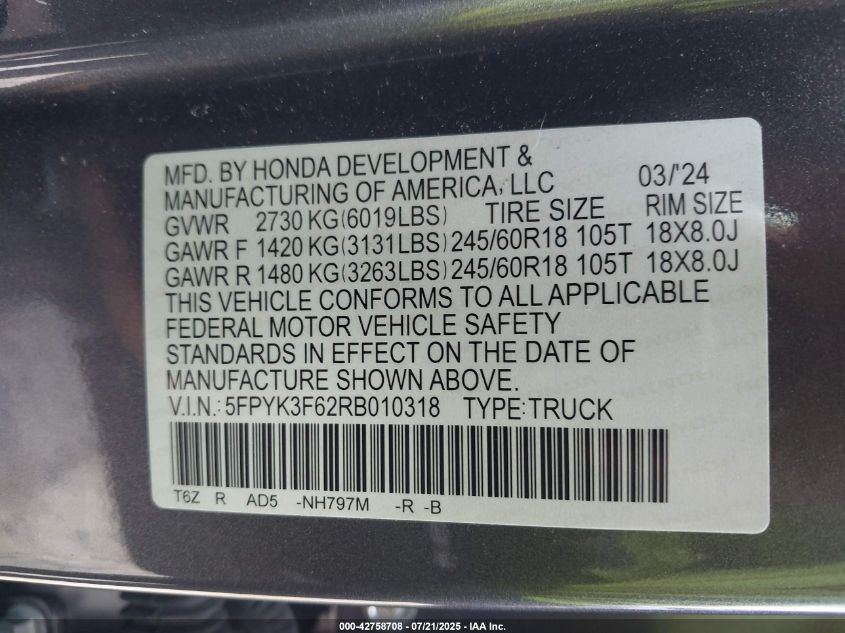 MFD. BY HONDA DEVELOPMENT &
MANUFACTURING OF AMERICA, LLC 03/'24
GVWR 2730 KG(6019LBS) TIRE SIZE RIM SIZE
GAWR F 1420 KG(3131LBS) 245/60R18 105T 18X8.0J
GAWR R 1480 KG(3263LBS) 245/60R18 105T 18X8.0J
THIS VEHICLE CONFORMS TO ALL APPLICABLE
FEDERAL MOTOR VEHICLE SAFETY
STANDARDS IN EFFECT ON THE DATE OF
MANUFACTURE SHOWN ABOVE.
V.I.N.: 5FPYK3F62RB010318 TYPE:TRUCK
T6Z R AD5 -NH797M -R -B
000-42758708 - 07/21/2025 - IAA Inc.